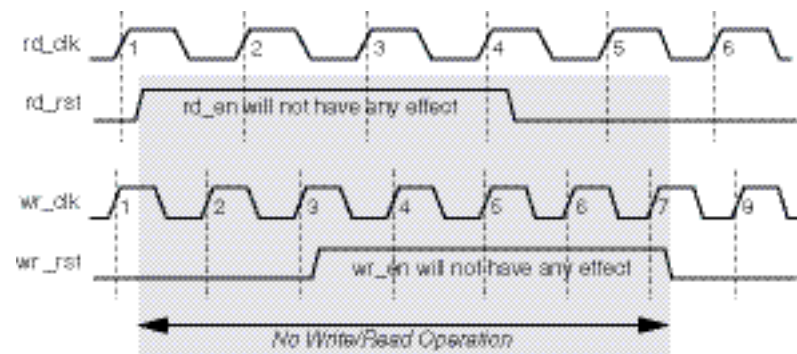 rd_clk 1 2 3 4 5 6
rd_rst rd_en will not have any effect
wr_clk 1 2 3 4 5 6 7 9
wr_rst wr_en will not have any effect
No Write/Read Operation